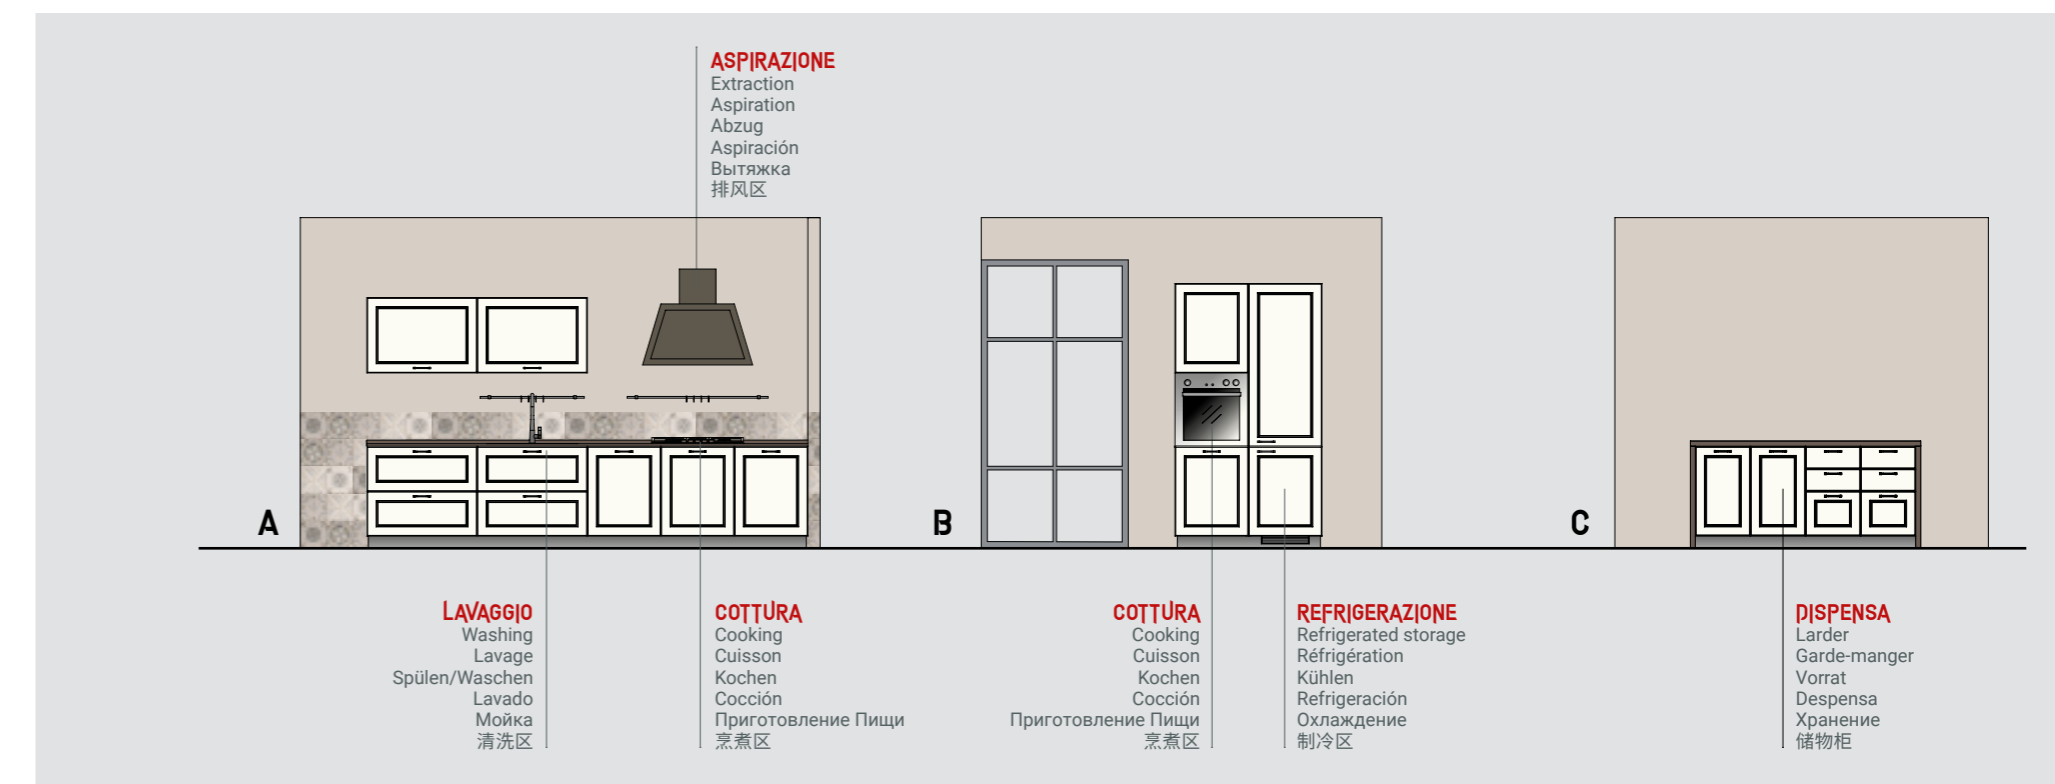 ASPIRAZIONE
Extraction
Aspiration
Abzug
Aspiración
Вытяжка
排风区
A
B
C
LAVAGGIO
Washing
Lavage
Spülen/Waschen
Lavado
Мойка
清洗区
COTTURA
Cooking
Cuisson
Kochen
Cocción
Приготовление Пищи
烹煮区
COTTURA
Cooking
Cuisson
Kochen
Cocción
Приготовление Пищи
烹煮区
REFRIGERAZIONE
Refrigerated storage
Réfrigération
Kühlen
Refrigeración
Охлаждение
制冷区
DISPENSA
Larder
Garde-manger
Vorrat
Despensa
Хранение
储物柜